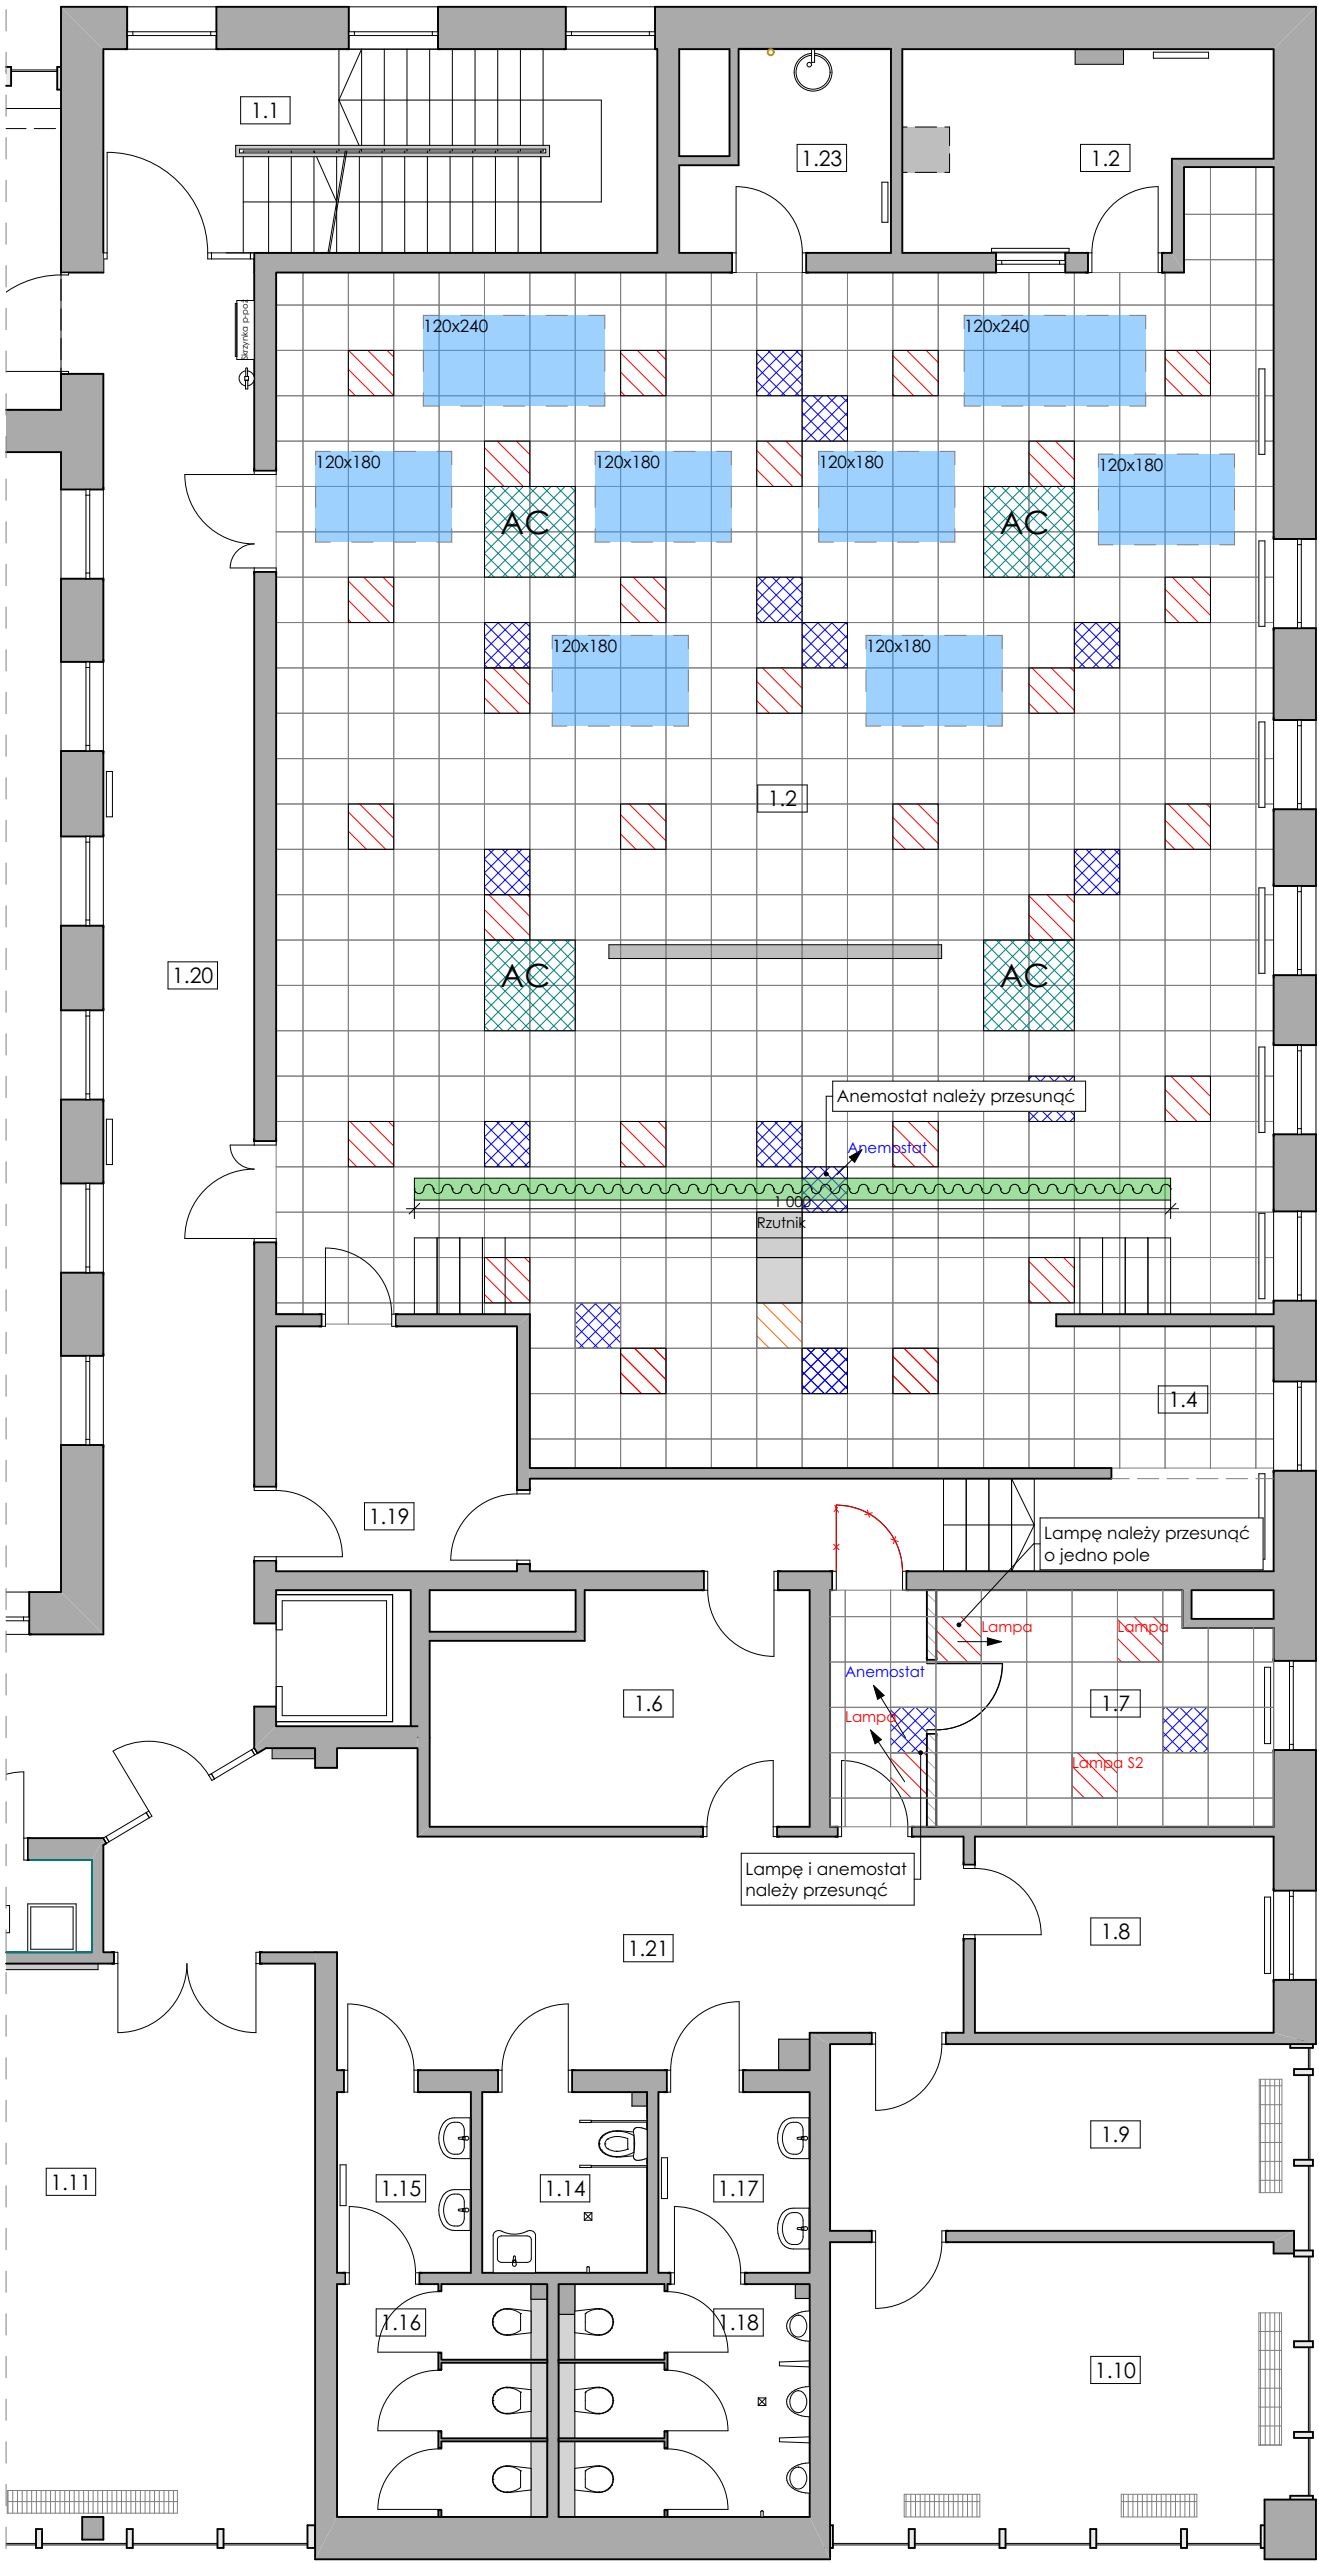 1.1
1.23
1.2
Skrzynka p-poż
120x240
120x240
120x180
120x180
120x180
120x180
AC
AC
120x180
120x180
1.2
1.20
AC
AC
Anemostat należy przesunąć
Anemostat
1 000
Rzutnik
1.4
1.19
Lampę należy przesunąć
o jedno pole
Lampa
Lampa
Anemostat
1.6
1.7
Lampa
Lampa S2
Lampę i anemostat
należy przesunąć
1.8
1.21
1.9
1.11
1.15
1.14
1.17
1.16
1.18
1.10